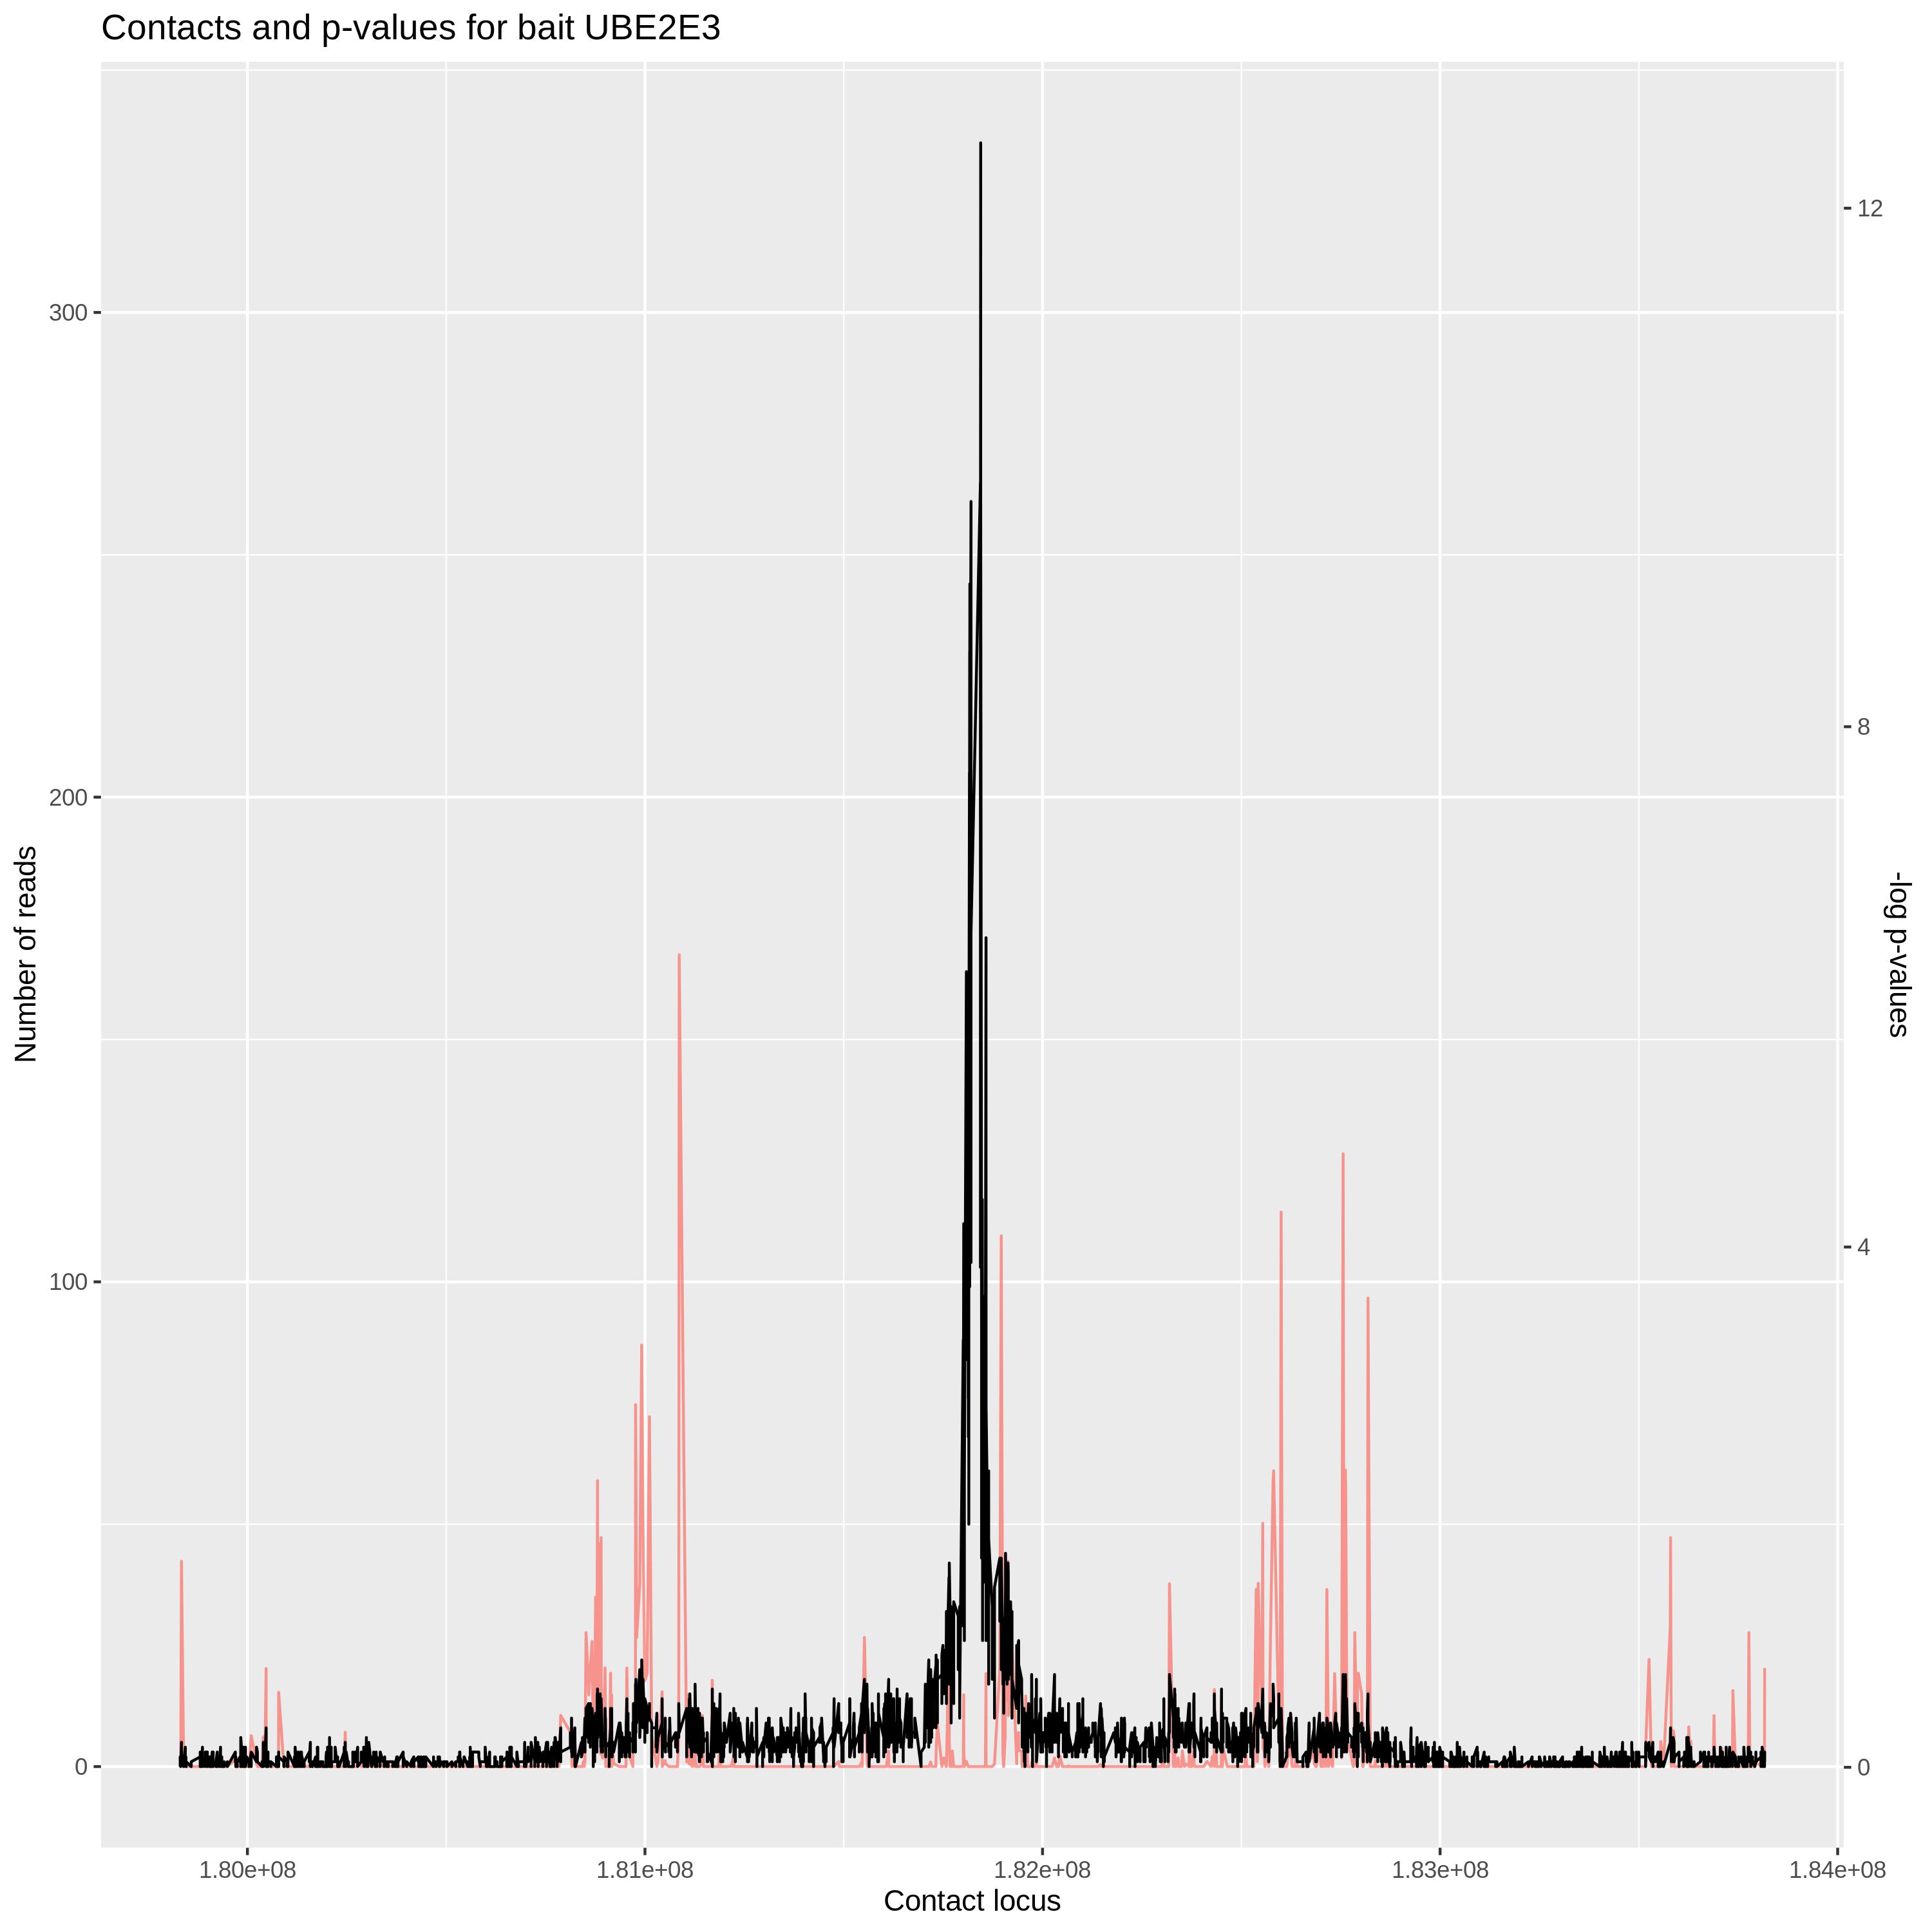 Contacts and p-values for bait UBE2E3
Number of reads
300
200
100
0
12
8
4
0
-log p-values
1.80e+08 1.81e+08 1.82e+08 1.83e+08 1.84e+08
Contact locus